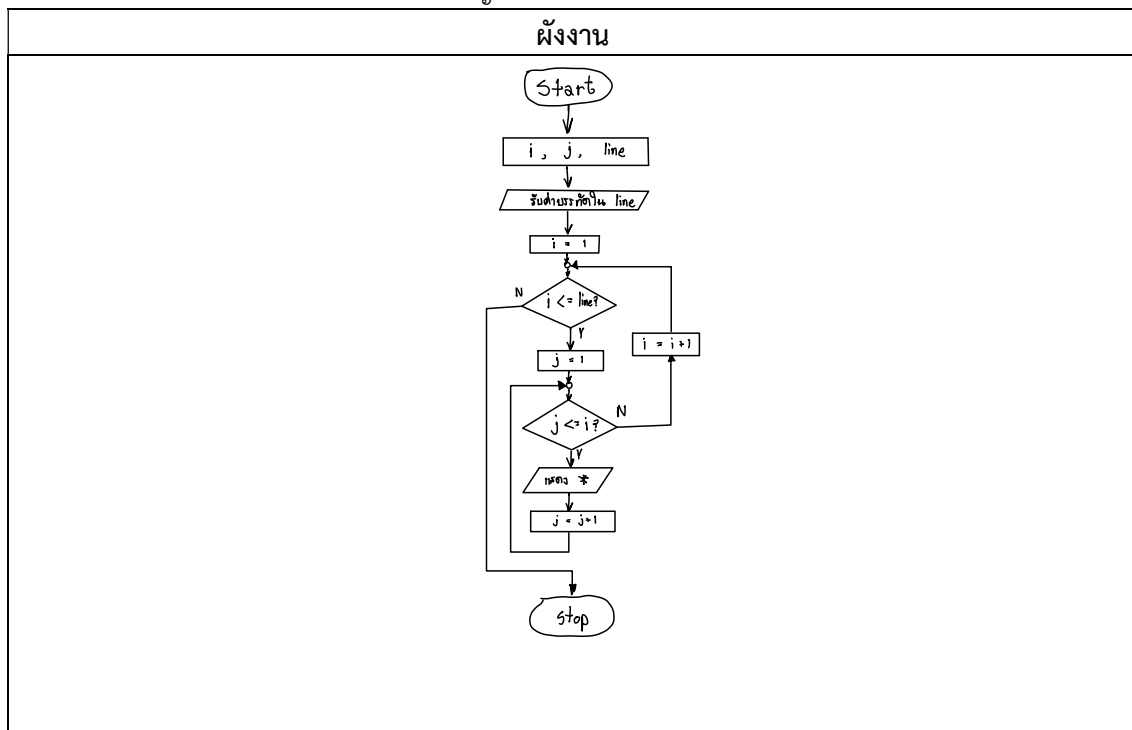 ผังงาน
Start
i , j , line
รับค่าบรรทัดใน line
i = 1
i <= line?
N
Y
i = i+1
j = 1
j <= i?
N
Y
แสดง *
j = j+1
stop